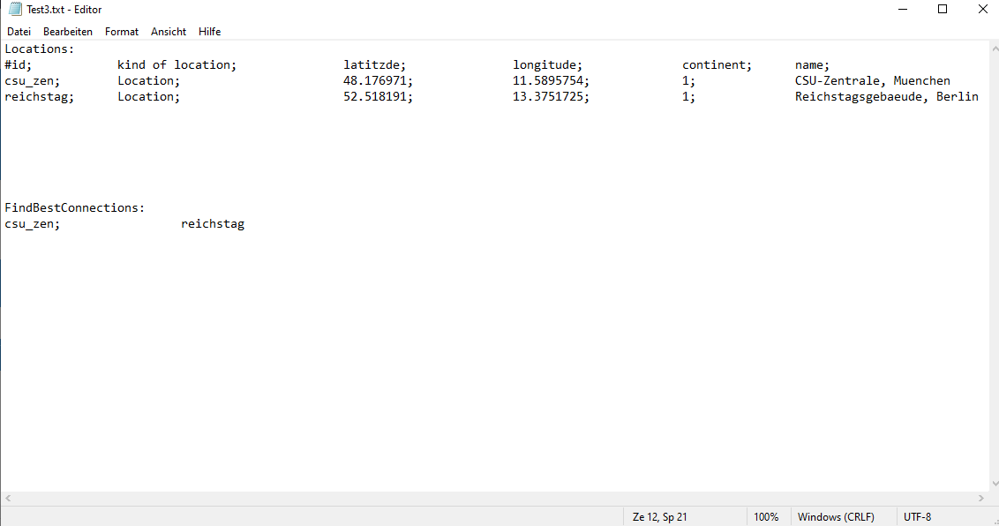 Test3.txt - Editor
Datei Bearbeiten Format Ansicht Hilfe
Locations:
#id; kind of location; latitzde; longitude; continent; name;
csu_zen; Location; 48.176971; 11.5895754; 1; CSU-Zentrale, Muenchen
reichstag; Location; 52.518191; 13.3751725; 1; Reichstagsgebaeude, Berlin
FindBestConnections:
csu_zen; reichstag
Ze 12, Sp 21 100% Windows (CRLF) UTF-8